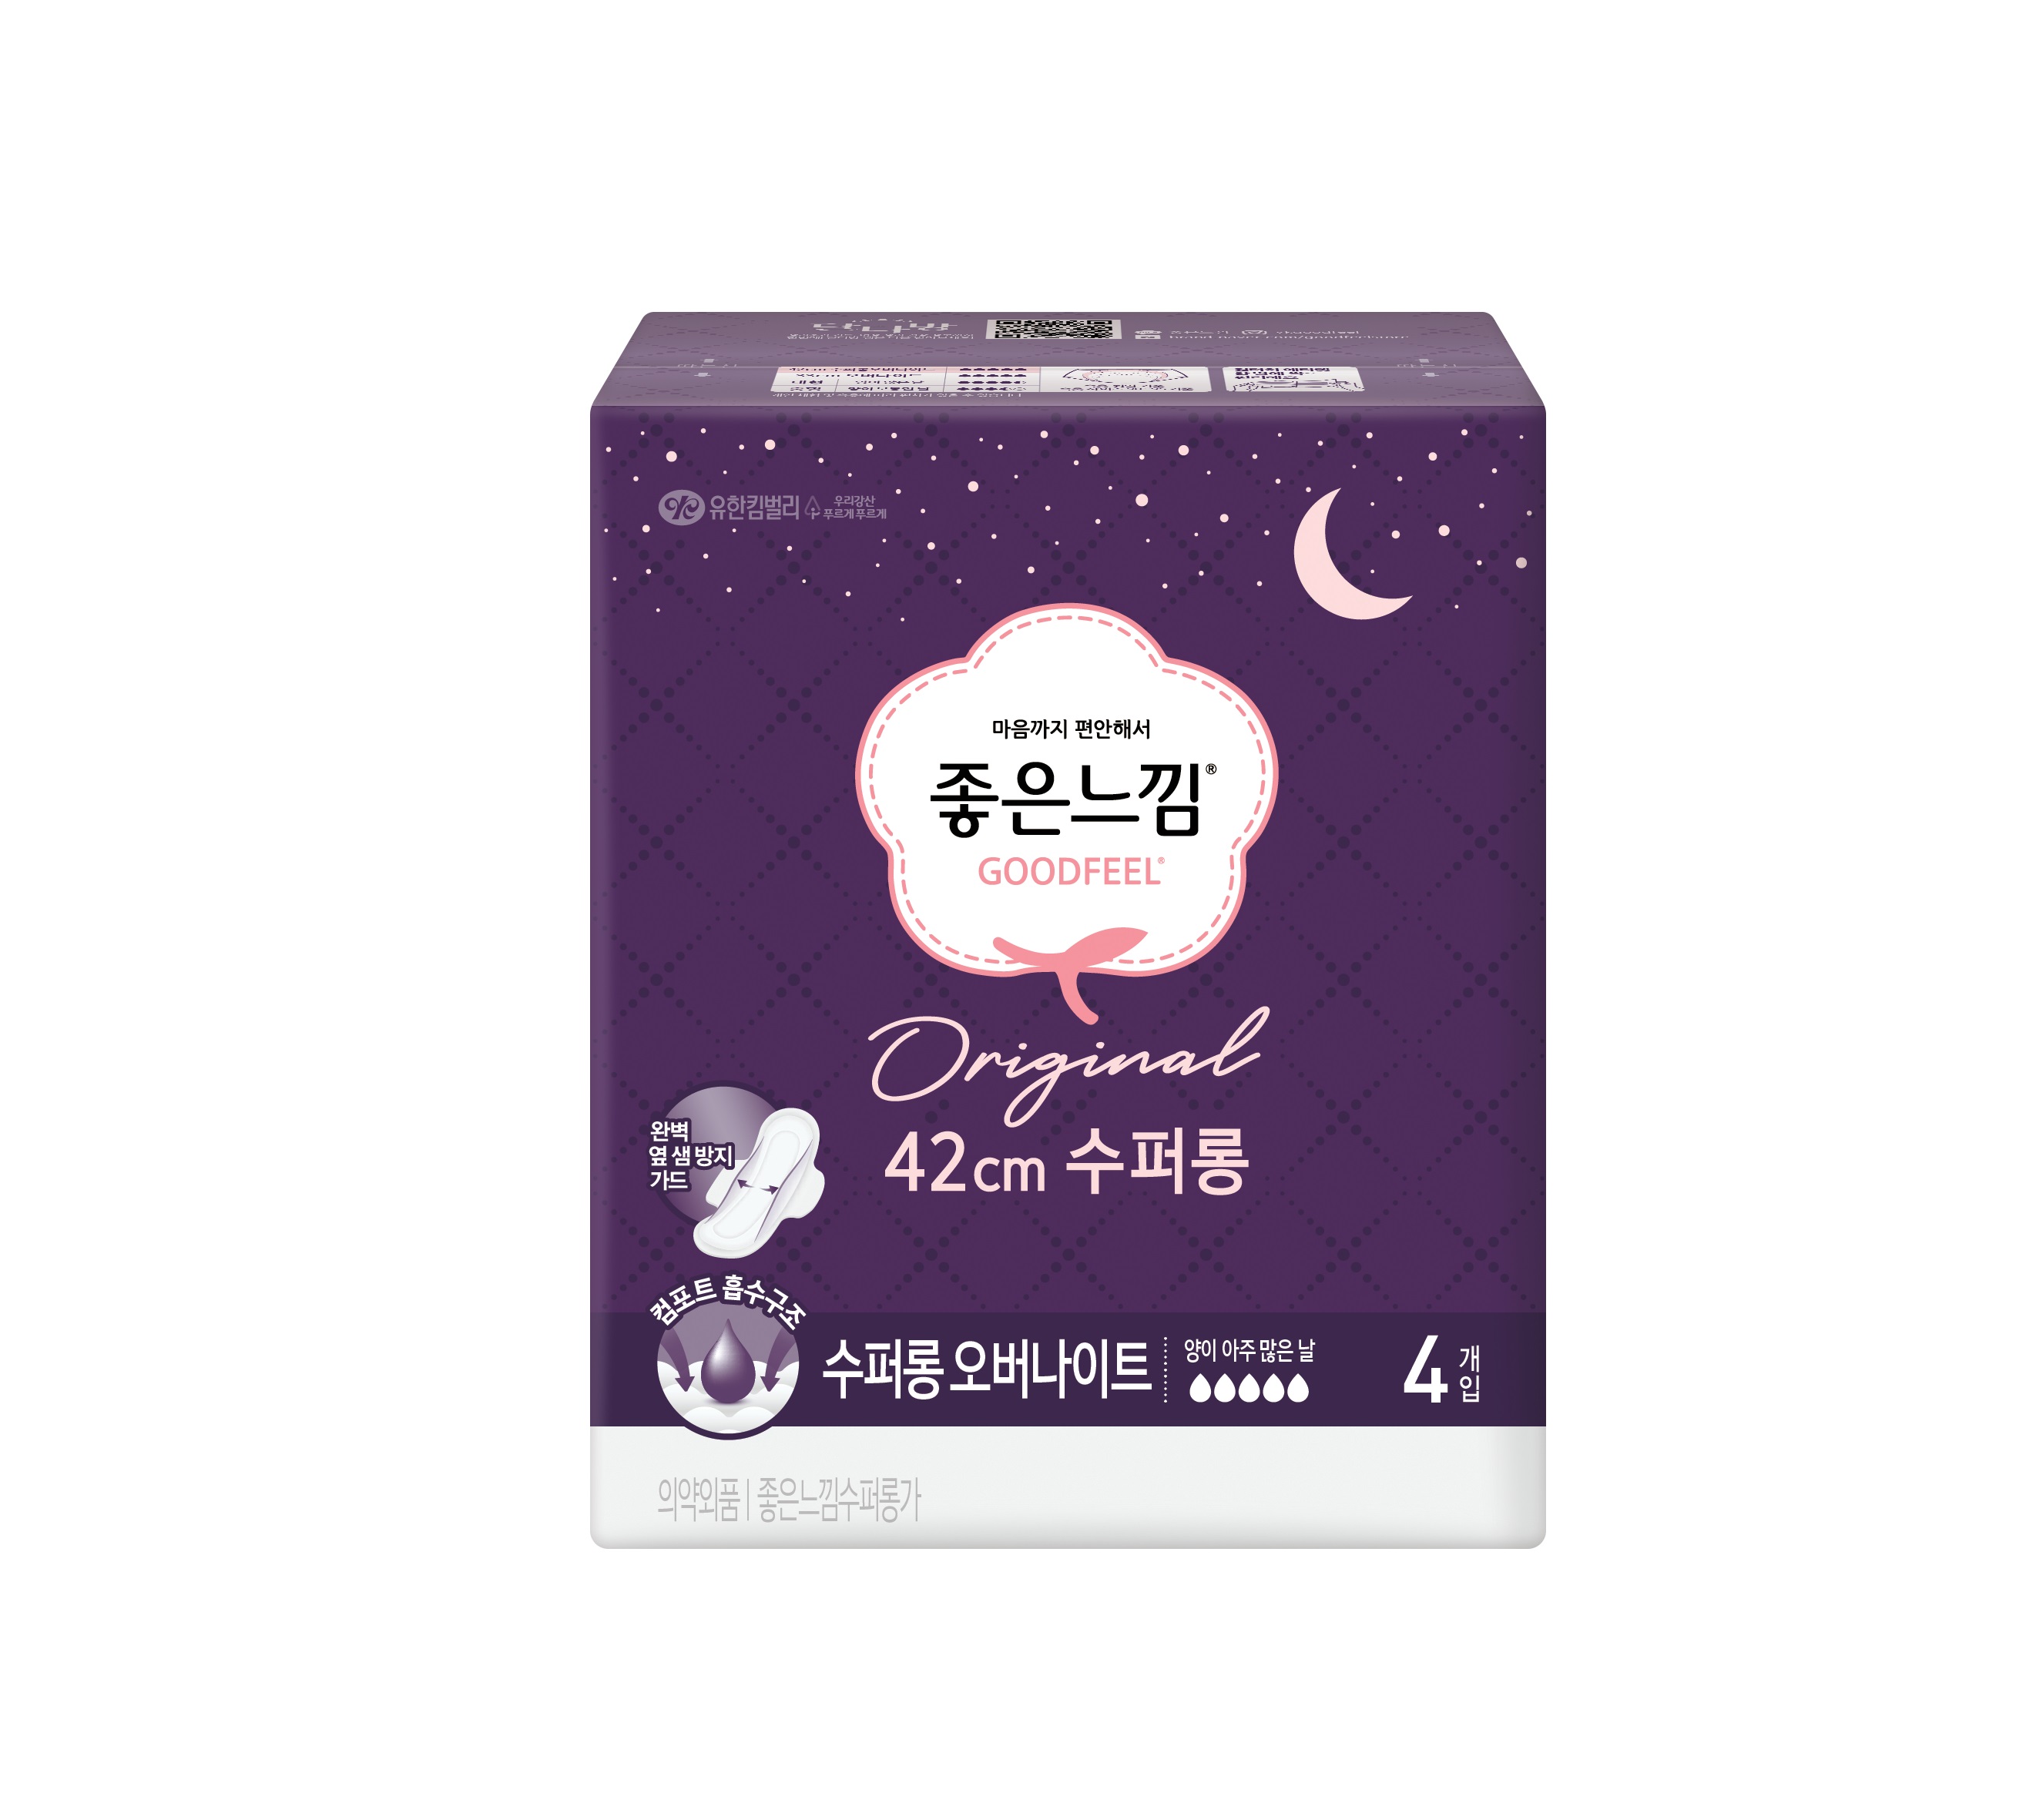 유한킴벌리
우리강산
푸르게 푸르게
마음까지 편안해서
좋은느낌®
GOODFEEL®
Original
42cm 수퍼롱
완벽
옆 샘 방지
가드
컴포트 흡수구조
수퍼롱 오버나이트
양이 아주 많은 날
4개입
의약외품 | 좋은느낌수퍼롱가